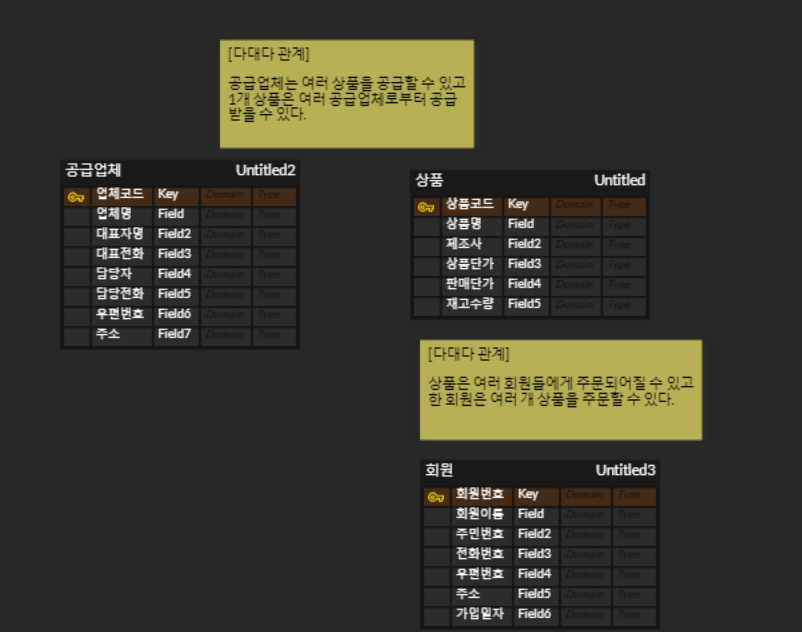 [다대다 관계]
공급업체는 여러 상품을 공급할 수 있고
1개 상품은 여러 공급업체로부터 공급
받을 수 있다.
공급업체 Untitled2
업체코드 Key Domain Type
업체명 Field Domain Type
대표자명 Field2 Domain Type
대표전화 Field3 Domain Type
담당자 Field4 Domain Type
담당전화 Field5 Domain Type
우편번호 Field6 Domain Type
주소 Field7 Domain Type
상품 Untitled
상품코드 Key Domain Type
상품명 Field Domain Type
제조사 Field2 Domain Type
상품단가 Field3 Domain Type
판매단가 Field4 Domain Type
재고수량 Field5 Domain Type
[다대다 관계]
상품은 여러 회원들에게 주문되어질 수 있고
한 회원은 여러 개 상품을 주문할 수 있다.
회원 Untitled3
회원번호 Key Domain Type
회원이름 Field Domain Type
주민번호 Field2 Domain Type
전화번호 Field3 Domain Type
우편번호 Field4 Domain Type
주소 Field5 Domain Type
가입일자 Field6 Domain Type